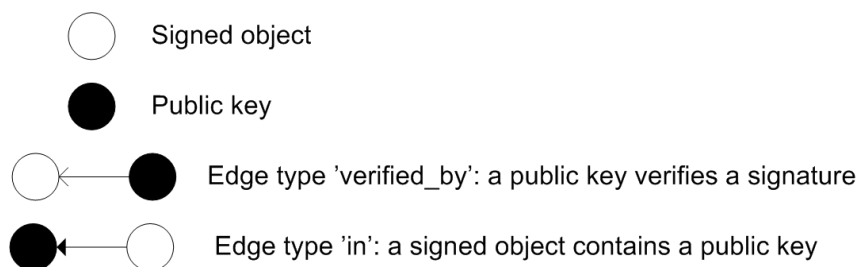 Signed object
Public key
Edge type ’verified_by’: a public key verifies a signature
Edge type ’in’: a signed object contains a public key